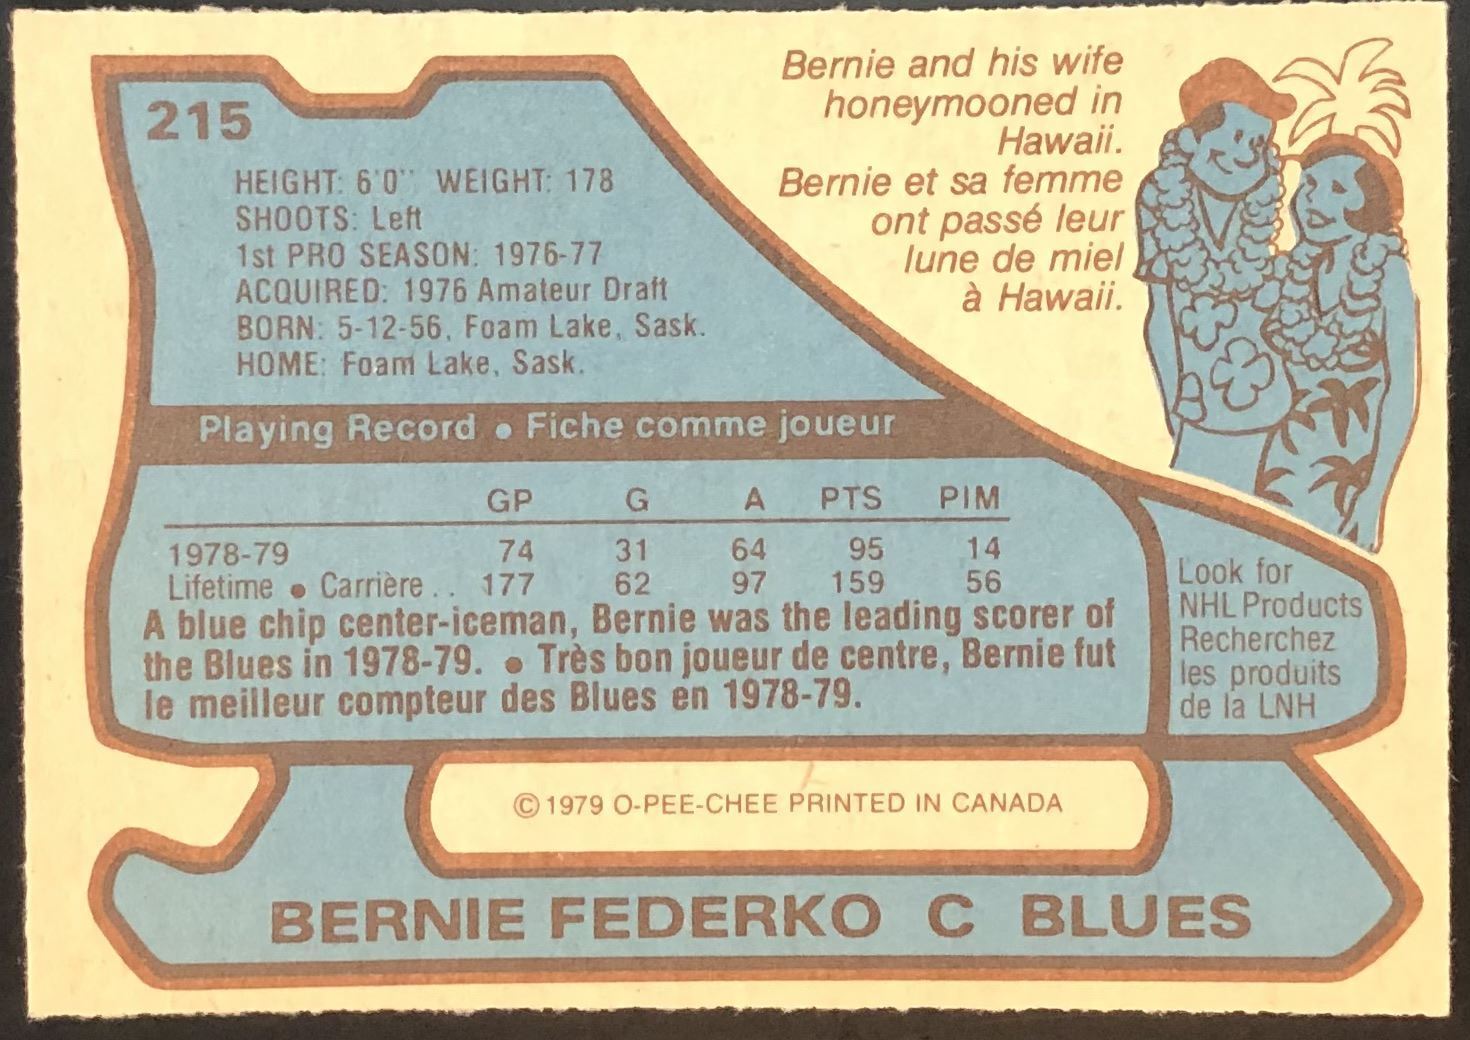 215
HEIGHT: 6'0" WEIGHT: 178
SHOOTS: Left
1st PRO SEASON: 1976-77
ACQUIRED: 1976 Amateur Draft
BORN: 5-12-56, Foam Lake, Sask.
HOME: Foam Lake, Sask.
Bernie and his wife
honeymooned in
Hawaii.
Bernie et sa femme
ont passé leur
lune de miel
à Hawaii.
Playing Record • Fiche comme joueur
GP G A PTS PIM
1978-79 74 31 64 95 14
Lifetime • Carrière .. 177 62 97 159 56
A blue chip center-iceman, Bernie was the leading scorer of
the Blues in 1978-79. • Très bon joueur de centre, Bernie fut
le meilleur compteur des Blues en 1978-79.
Look for
NHL Products
Recherchez
les produits
de la LNH
© 1979 O-PEE-CHEE PRINTED IN CANADA
BERNIE FEDERKO C BLUES